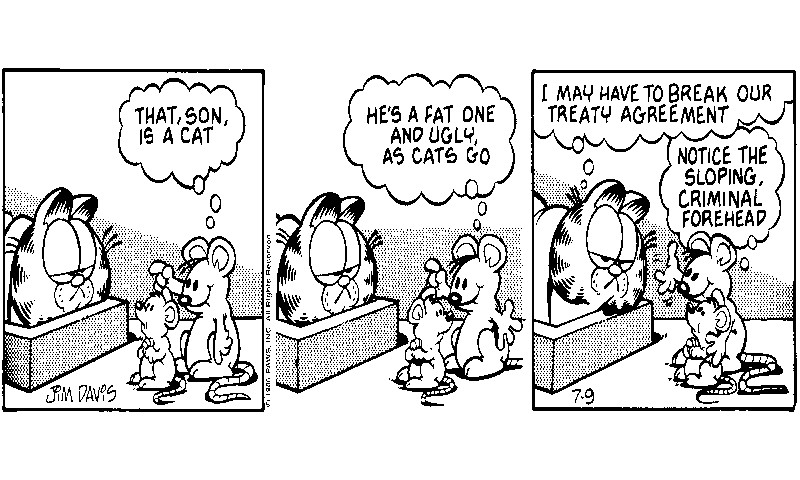 THAT, SON,
IS A CAT
JIM DAVIS
HE'S A FAT ONE
AND UGLY,
AS CATS GO
I MAY HAVE TO BREAK OUR
TREATY AGREEMENT
NOTICE THE
SLOPING,
CRIMINAL
FOREHEAD
7-9